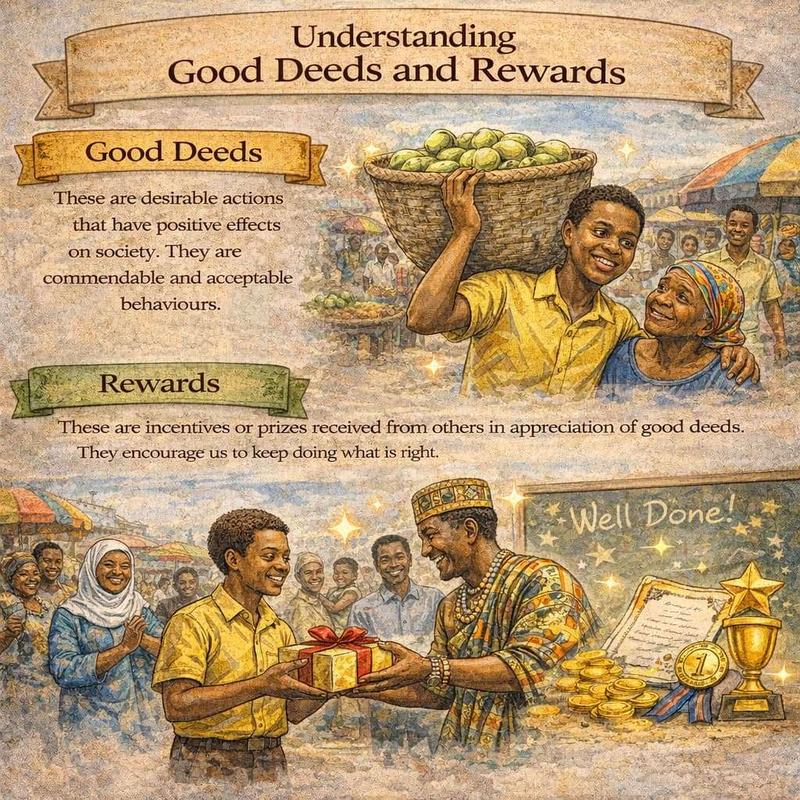 Understanding
Good Deeds and Rewards
Good Deeds
These are desirable actions
that have positive effects
on society. They are
commendable and acceptable
behaviours.
Rewards
These are incentives or prizes received from others in appreciation of good deeds.
They encourage us to keep doing what is right.
Well Done!
1